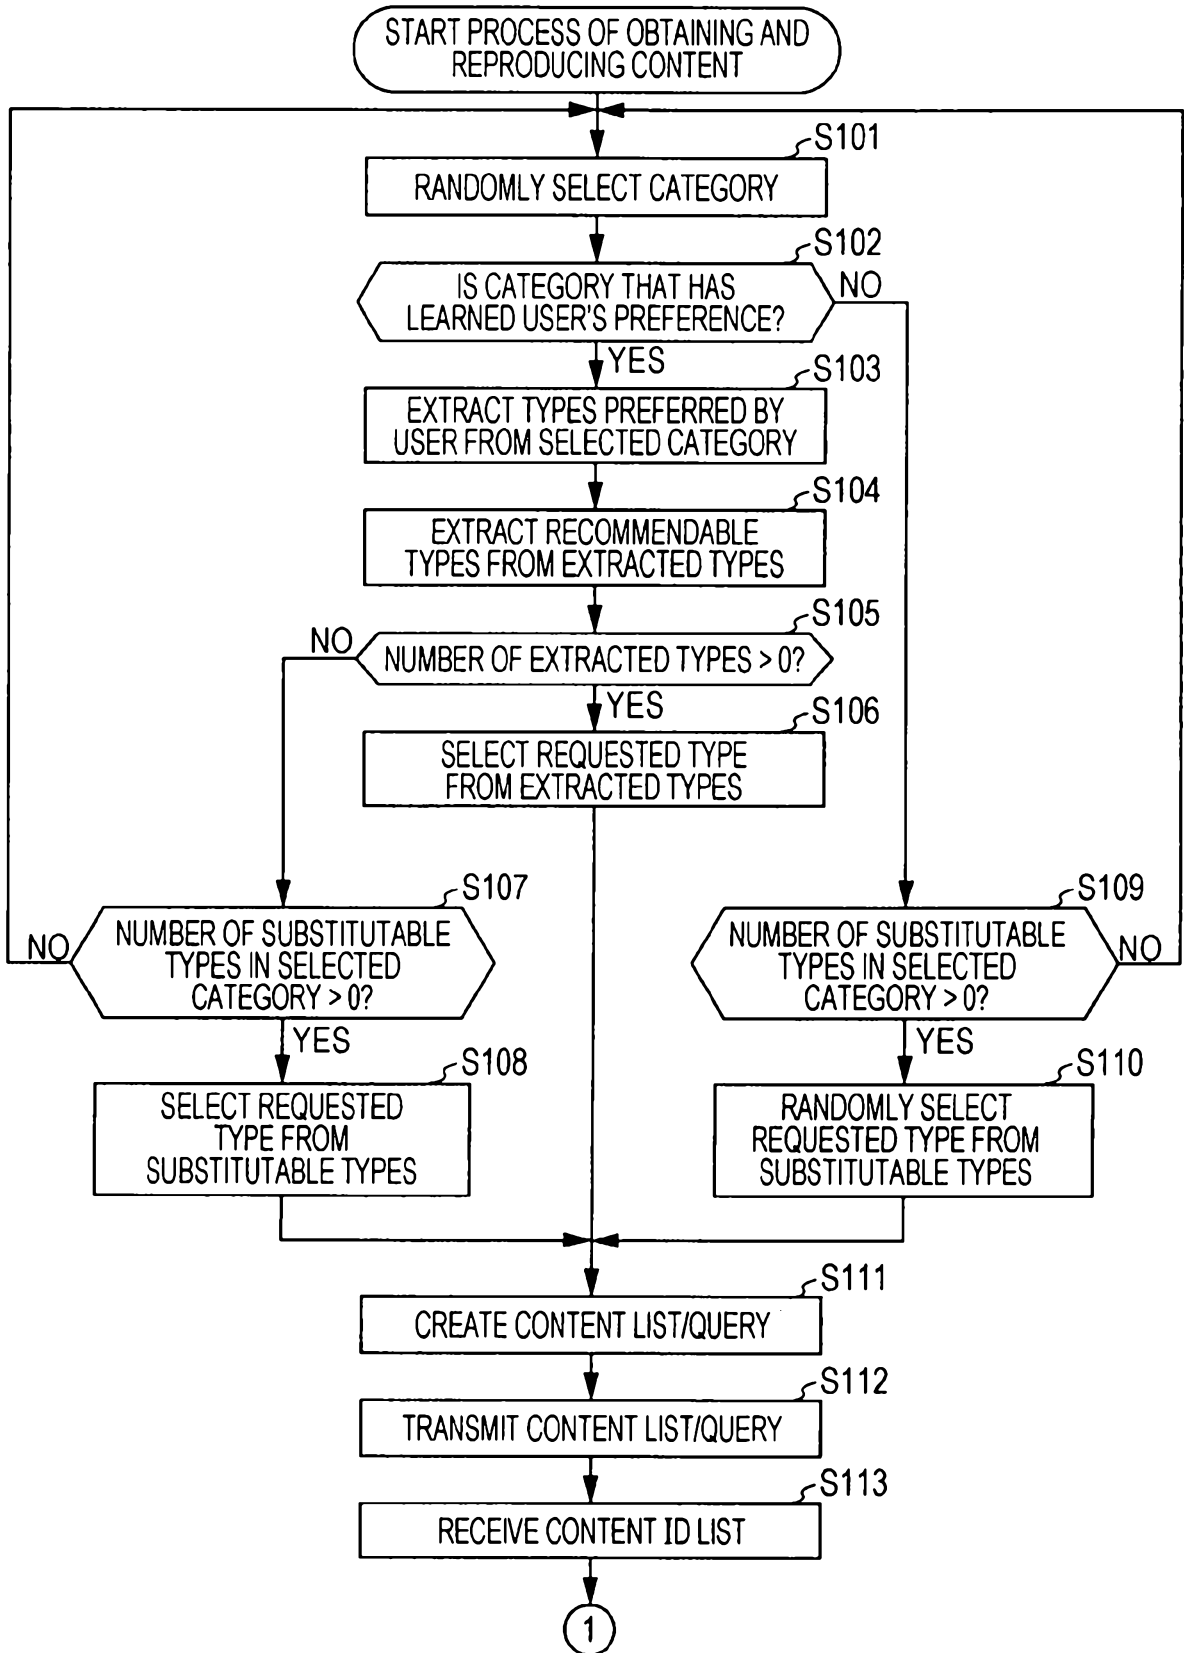 START PROCESS OF OBTAINING AND
REPRODUCING CONTENT
S101
RANDOMLY SELECT CATEGORY
S102
IS CATEGORY THAT HAS
LEARNED USER'S PREFERENCE?
NO
YES
S103
EXTRACT TYPES PREFERRED BY
USER FROM SELECTED CATEGORY
S104
EXTRACT RECOMMENDABLE
TYPES FROM EXTRACTED TYPES
S105
NO
NUMBER OF EXTRACTED TYPES > 0?
YES
S106
SELECT REQUESTED TYPE
FROM EXTRACTED TYPES
S107
NO
NUMBER OF SUBSTITUTABLE
TYPES IN SELECTED
CATEGORY > 0?
YES
S108
SELECT REQUESTED
TYPE FROM
SUBSTITUTABLE TYPES
S109
NUMBER OF SUBSTITUTABLE
TYPES IN SELECTED
CATEGORY > 0?
NO
YES
S110
RANDOMLY SELECT
REQUESTED TYPE FROM
SUBSTITUTABLE TYPES
S111
CREATE CONTENT LIST/QUERY
S112
TRANSMIT CONTENT LIST/QUERY
S113
RECEIVE CONTENT ID LIST
1